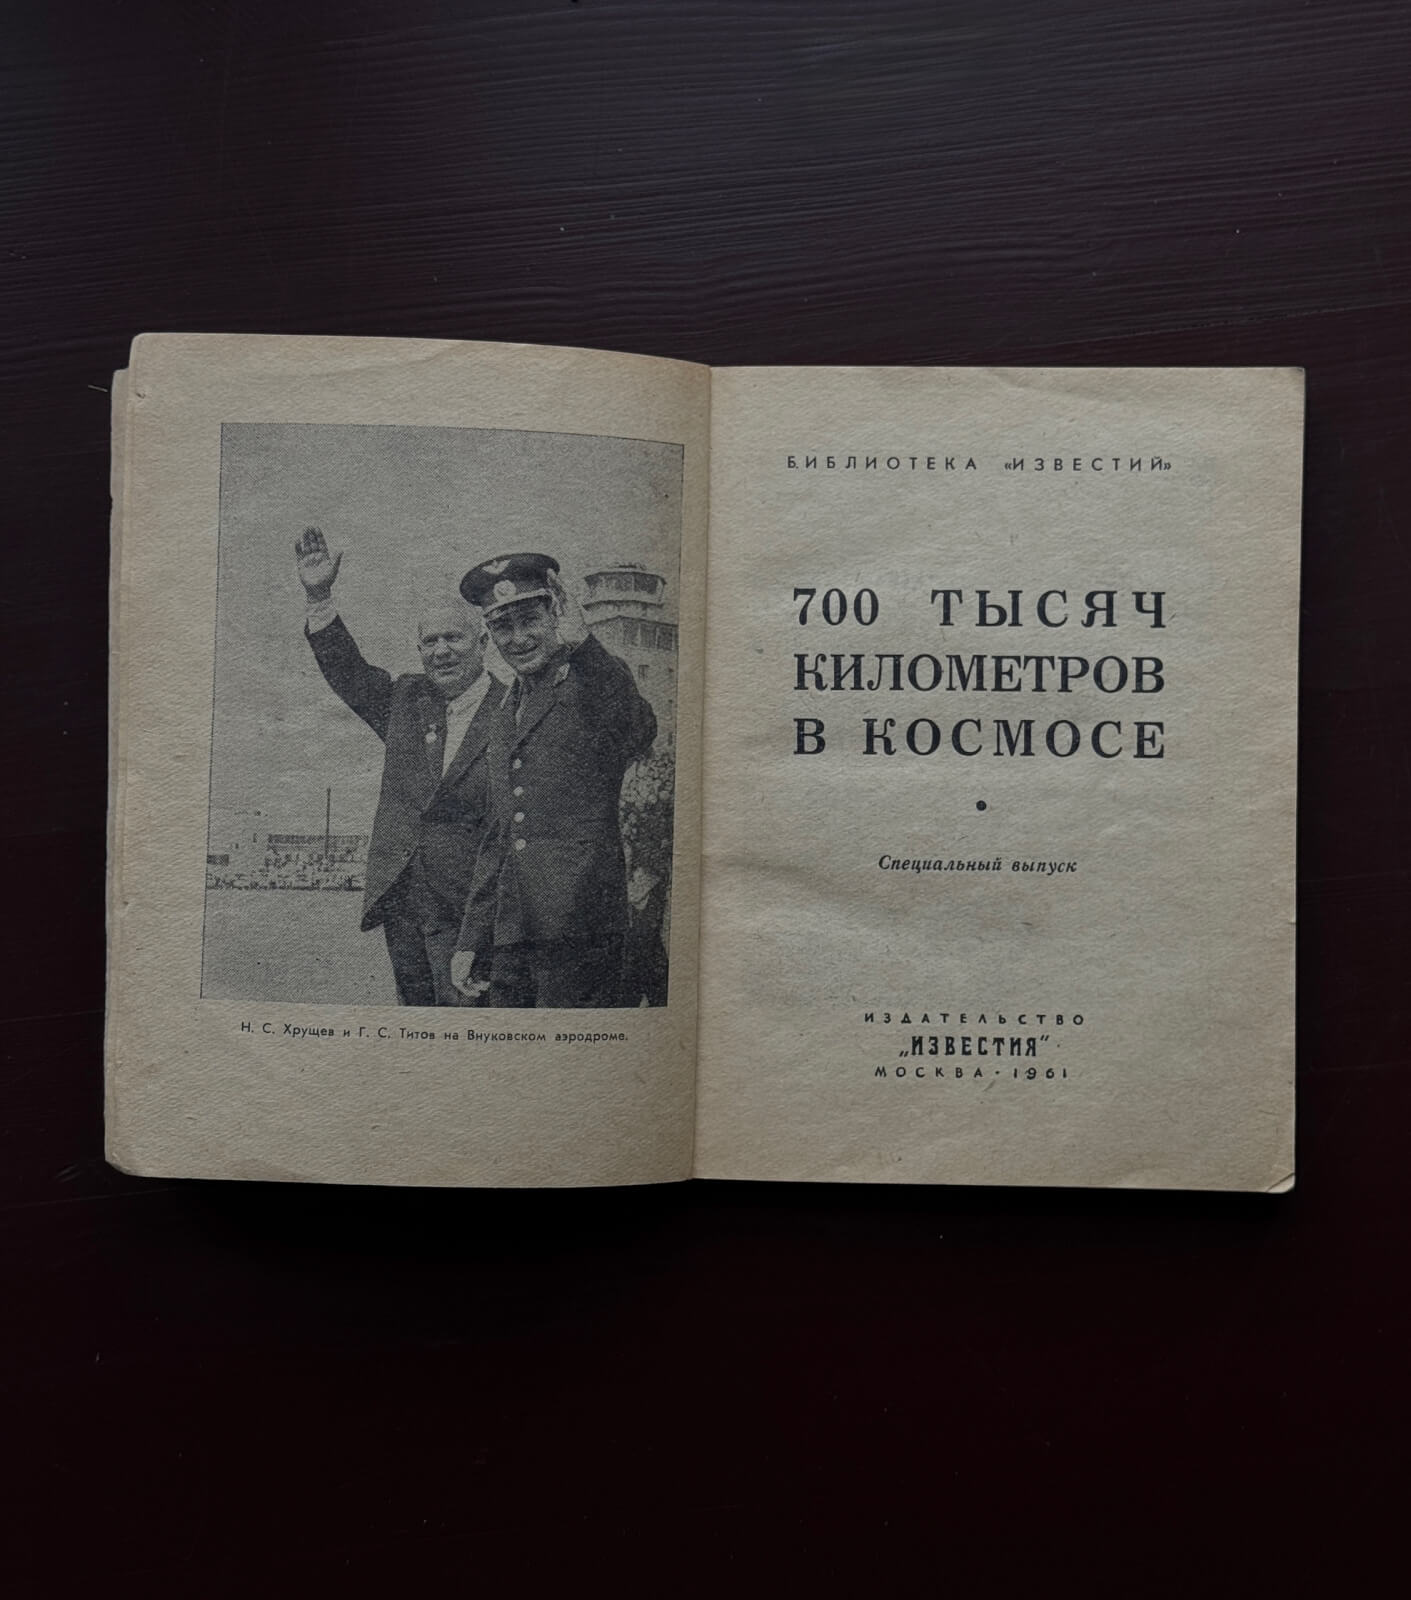 Н. С. Хрущев и Г. С. Титов на Внуковском аэродроме.
БИБЛИОТЕКА «ИЗВЕСТИЙ»
700 ТЫСЯЧ
КИЛОМЕТРОВ
В КОСМОСЕ
Специальный выпуск
ИЗДАТЕЛЬСТВО
„ИЗВЕСТИЯ“
МОСКВА · 1961